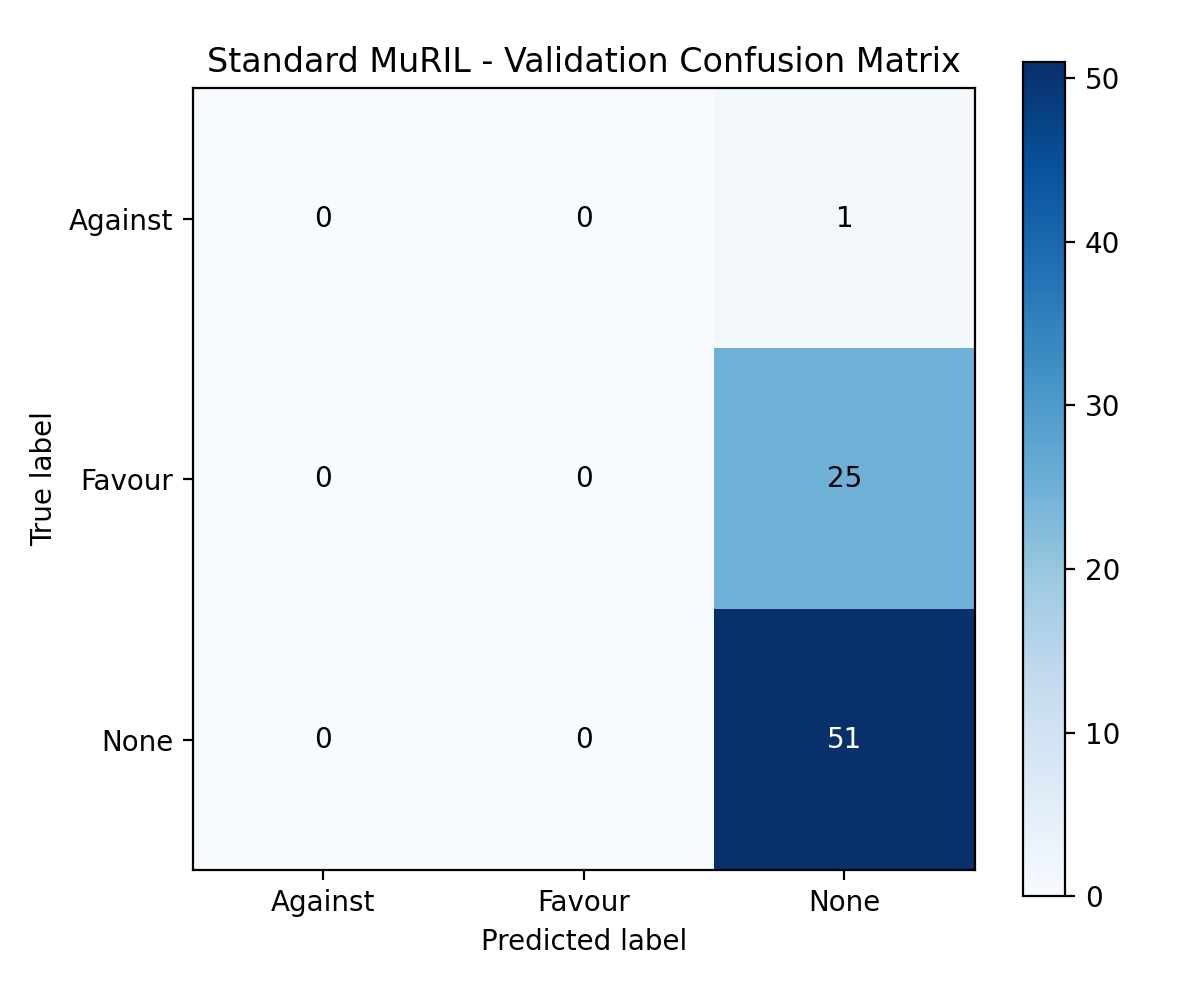 Standard MuRIL - Validation Confusion Matrix
Against 0 0 1
Favour 0 0 25
None 0 0 51
Against Favour None
Predicted label
True label
50
40
30
20
10
0